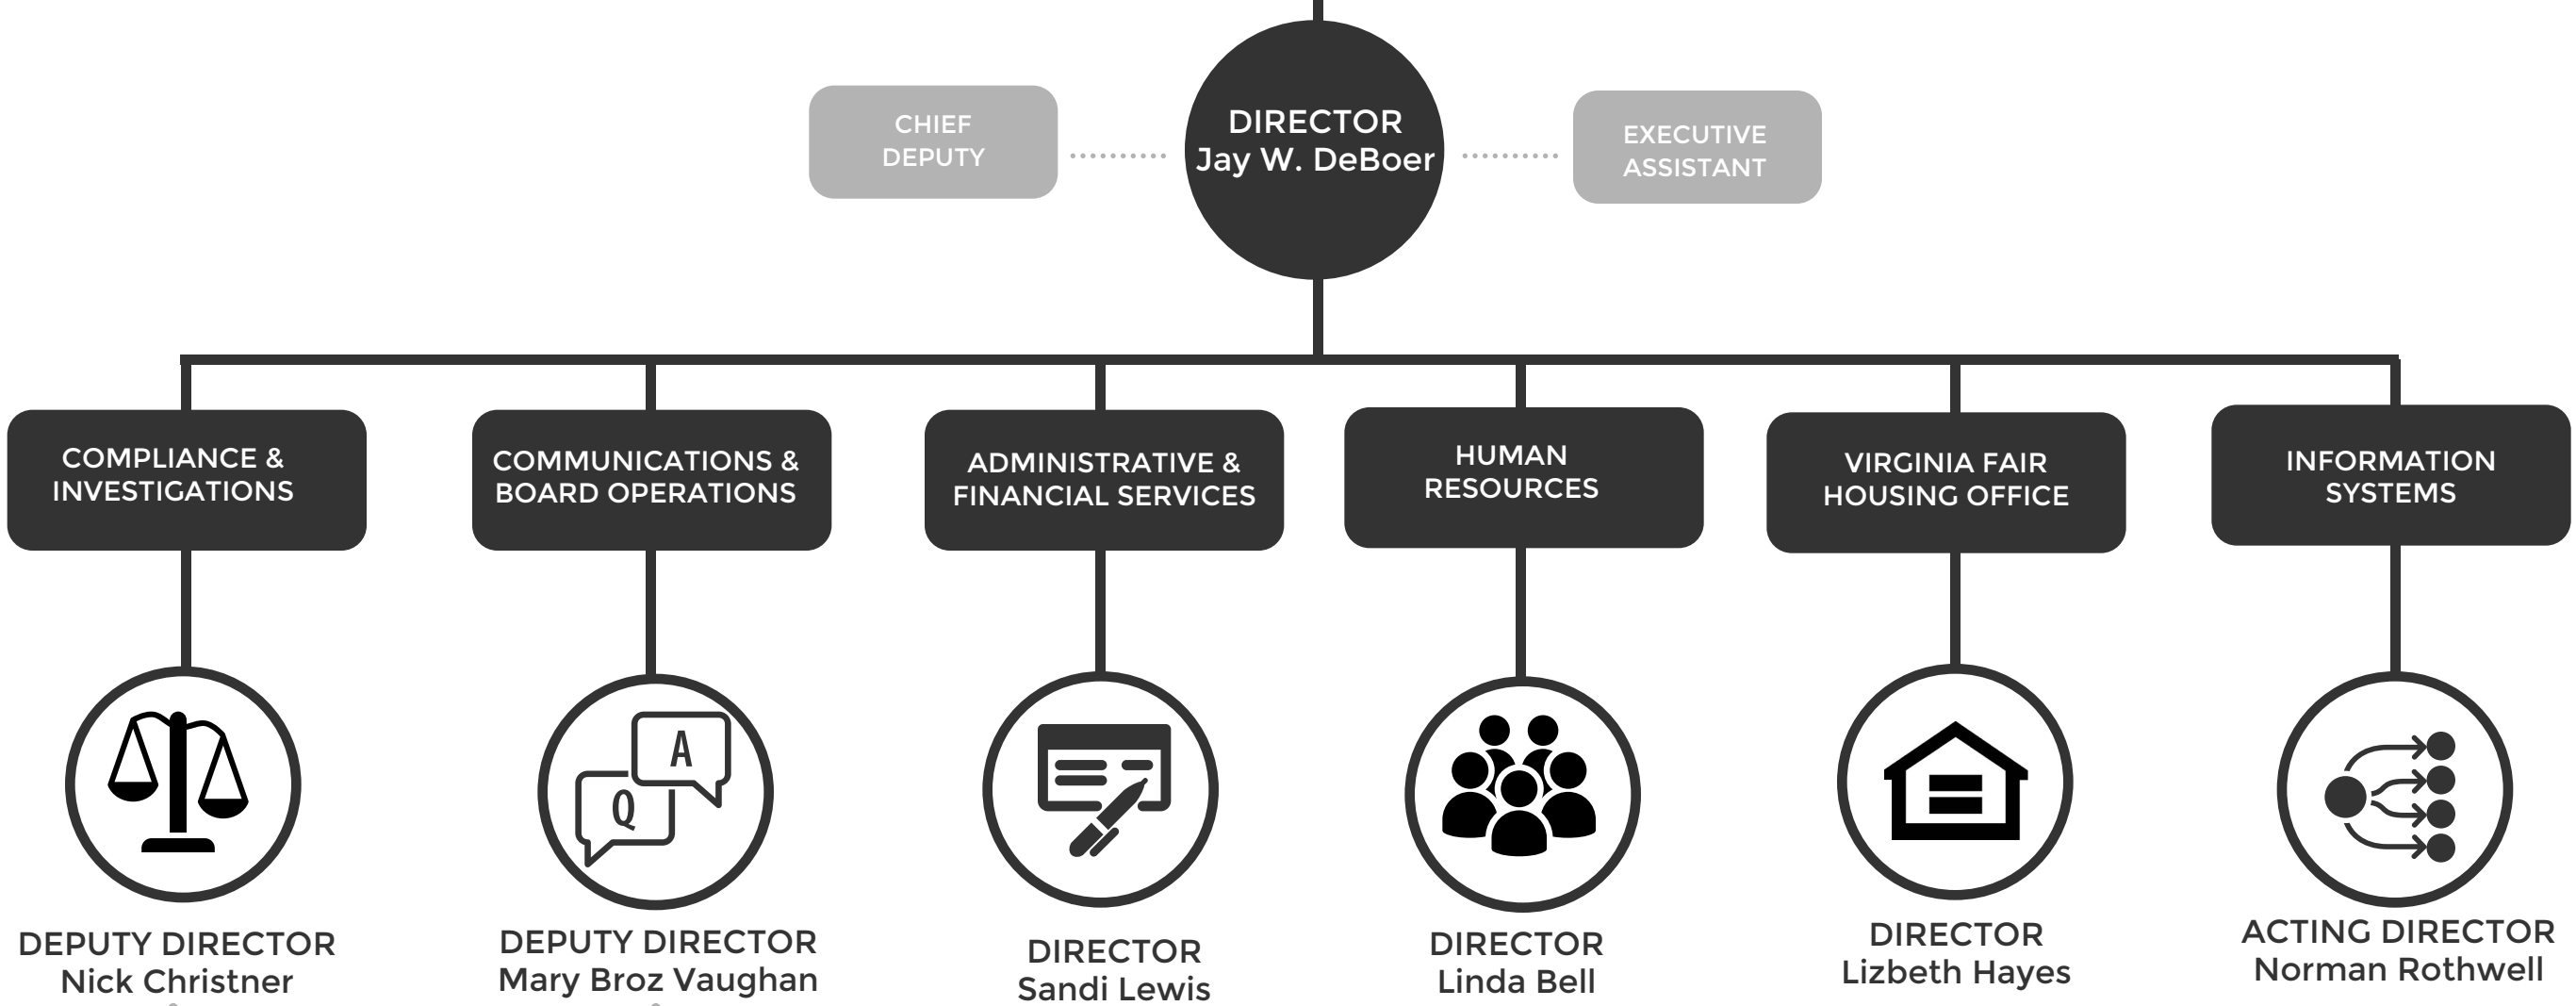 CHIEF
DEPUTY
DIRECTOR
Jay W. DeBoer
EXECUTIVE
ASSISTANT
COMPLIANCE &
INVESTIGATIONS
COMMUNICATIONS &
BOARD OPERATIONS
ADMINISTRATIVE &
FINANCIAL SERVICES
HUMAN
RESOURCES
VIRGINIA FAIR
HOUSING OFFICE
INFORMATION
SYSTEMS
A
Q
DEPUTY DIRECTOR
Nick Christner
DEPUTY DIRECTOR
Mary Broz Vaughan
DIRECTOR
Sandi Lewis
DIRECTOR
Linda Bell
DIRECTOR
Lizbeth Hayes
ACTING DIRECTOR
Norman Rothwell